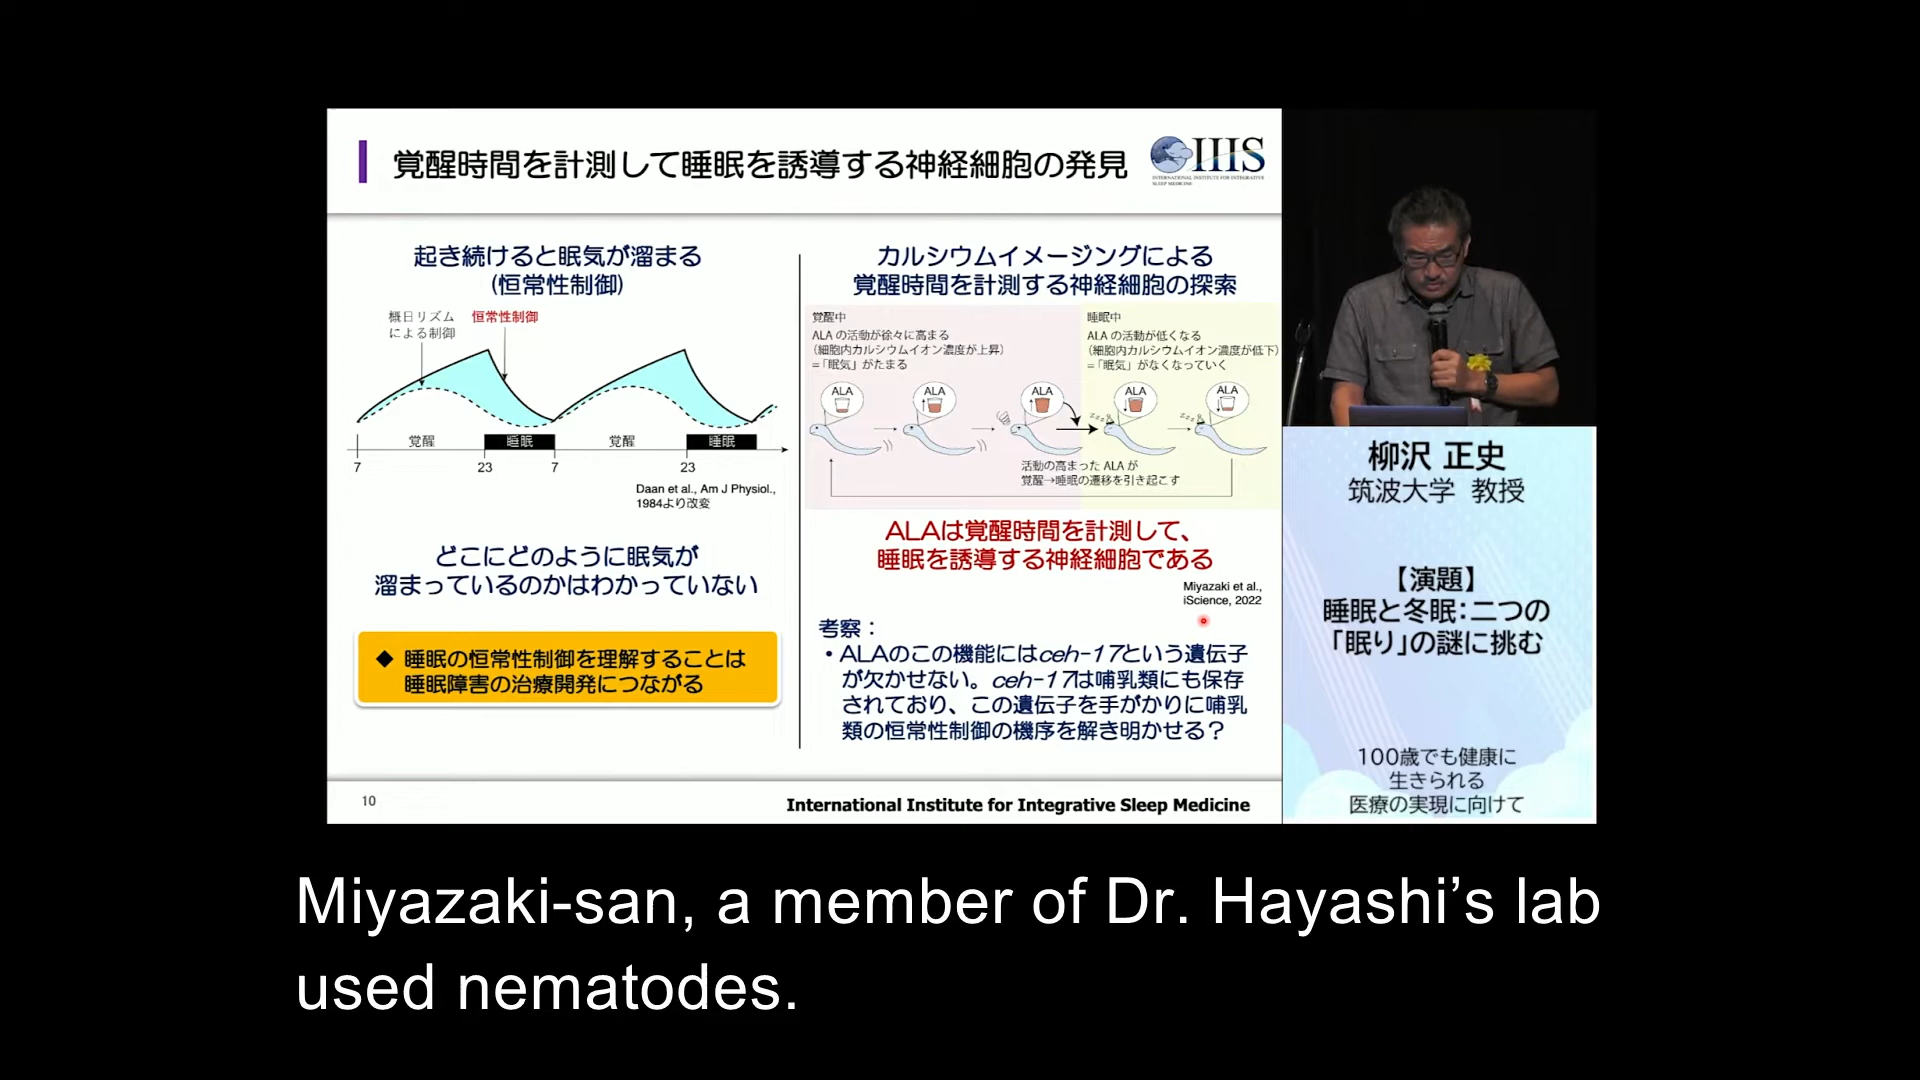 覚醒時間を計測して睡眠を誘導する神経細胞の発見
IIIS
INTERNATIONAL INSTITUTE FOR INTEGRATIVE
SLEEP MEDICINE
起き続けると眠気が溜まる
(恒常性制御)
概日リズム
による制御
恒常性制御
覚醒
睡眠
覚醒
睡眠
7
23
7
23
Daan et al., Am J Physiol.,
1984より改変
どこにどのように眠気が
溜まっているのかはわかっていない
◆ 睡眠の恒常性制御を理解することは
睡眠障害の治療開発につながる
カルシウムイメージングによる
覚醒時間を計測する神経細胞の探索
覚醒中
ALA の活動が徐々に高まる
(細胞内カルシウムイオン濃度が上昇)
=「眠気」がたまる
睡眠中
ALA の活動が低くなる
(細胞内カルシウムイオン濃度が低下)
=「眠気」がなくなっていく
ALA
ALA
ALA
ALA
ALA
zzz
zzz
活動の高まった ALA が
覚醒→睡眠の遷移を引き起こす
ALAは覚醒時間を計測して、
睡眠を誘導する神経細胞である
Miyazaki et al.,
iScience, 2022
考察：
・ALAのこの機能にはceh-17という遺伝子
が欠かせない。ceh-17は哺乳類にも保存
されており、この遺伝子を手がかりに哺乳
類の恒常性制御の機序を解き明かせる？
10
International Institute for Integrative Sleep Medicine
柳沢 正史
筑波大学 教授
【演題】
睡眠と冬眠：二つの
「眠り」の謎に挑む
100歳でも健康に
生きられる
医療の実現に向けて
Miyazaki-san, a member of Dr. Hayashi’s lab
used nematodes.